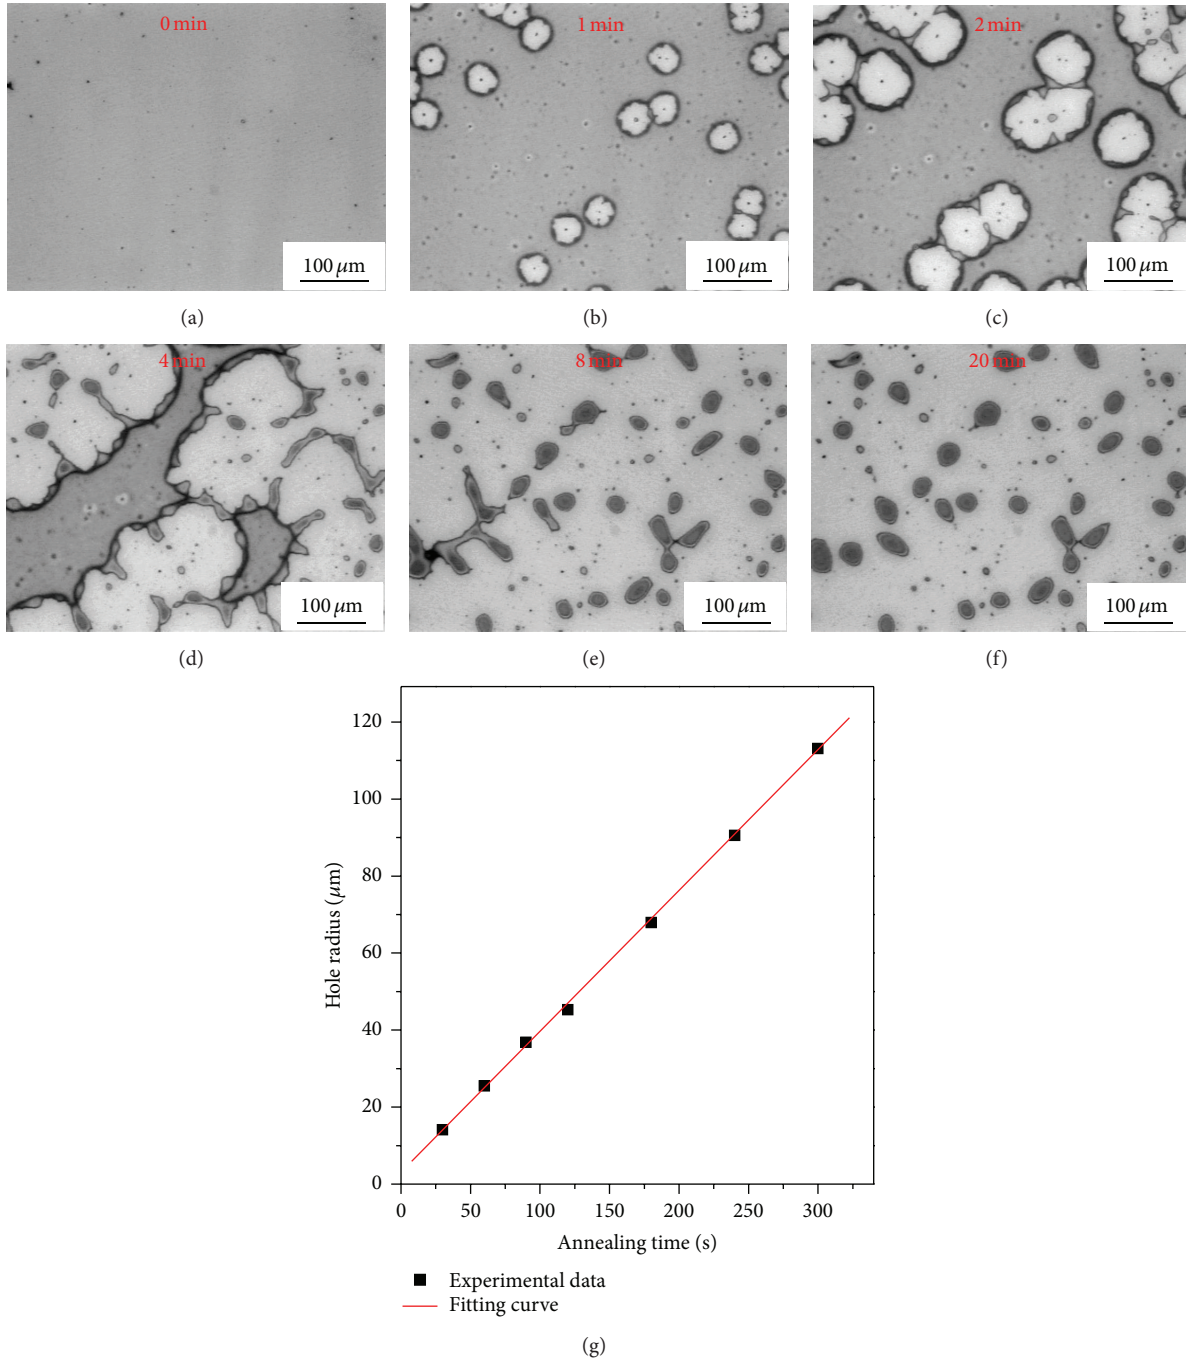 0 min
1 min
2 min
100 μm
100 μm
100 μm
(a)
(b)
(c)
4 min
8 min
20 min
100 μm
100 μm
100 μm
(d)
(e)
(f)
120
100
80
60
40
20
0
Hole radius (μm)
0 50 100 150 200 250 300
Annealing time (s)
Experimental data
Fitting curve
(g)